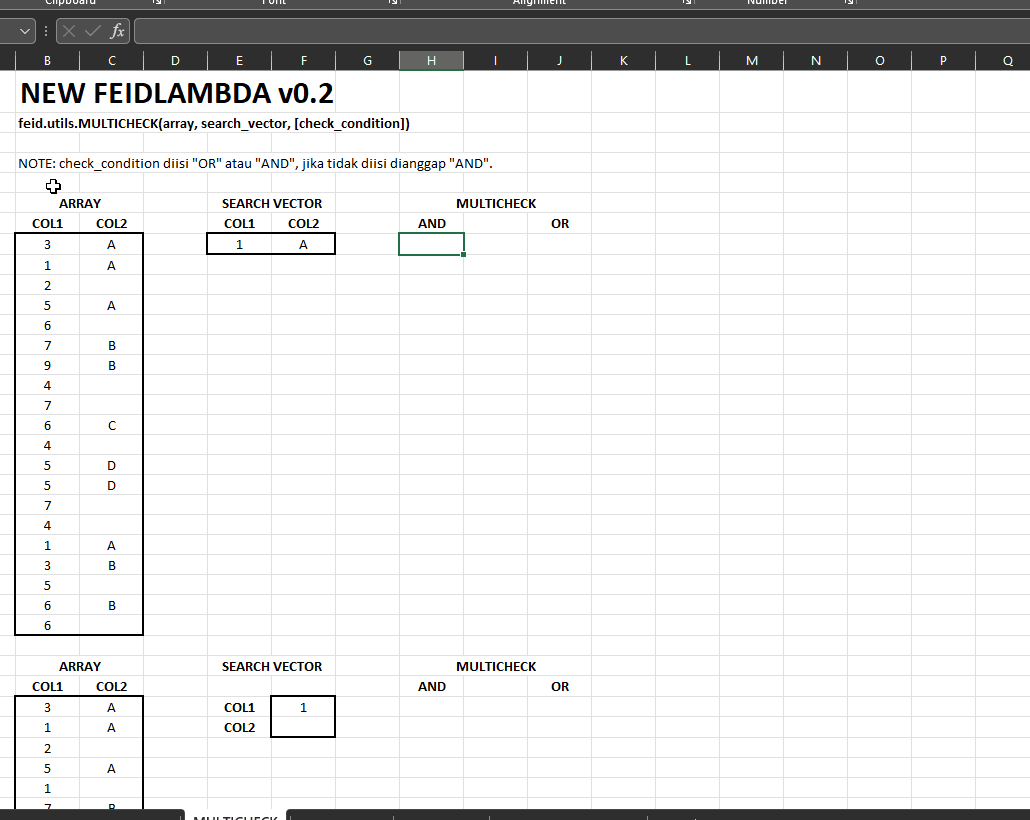 Clipboard Font Alignment Number
fx
B C D E F G H I J K L M N O P Q
NEW FEIDLAMBDA v0.2
feid.utils.MULTICHECK(array, search_vector, [check_condition])
NOTE: check_condition diisi "OR" atau "AND", jika tidak diisi dianggap "AND".
ARRAY SEARCH VECTOR MULTICHECK
COL1 COL2 COL1 COL2 AND OR
3 A 1 A
1 A
2
5 A
6
7 B
9 B
4
7
6 C
4
5 D
5 D
7
4
1 A
3 B
5
6 B
6
ARRAY SEARCH VECTOR MULTICHECK
COL1 COL2 AND OR
3 A COL1 1
1 A COL2
2
5 A
1
7 B
MULTICHECK